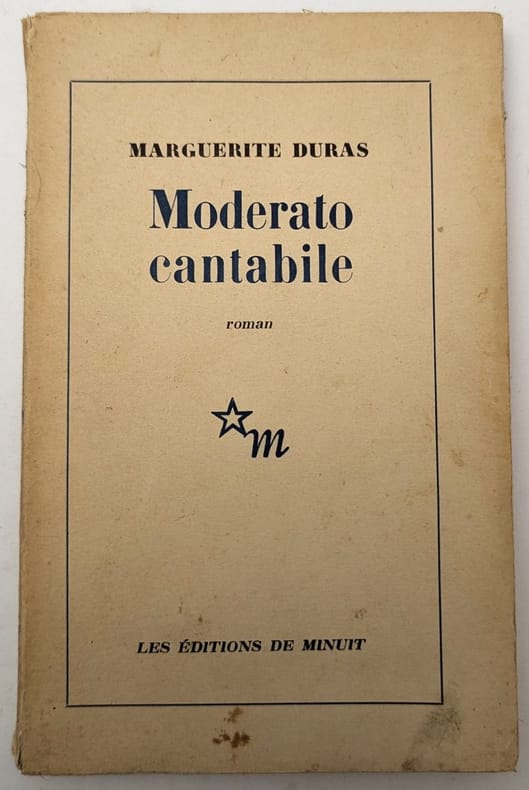 MARGUERITE DURAS
Moderato
cantabile
roman
m
LES ÉDITIONS DE MINUIT